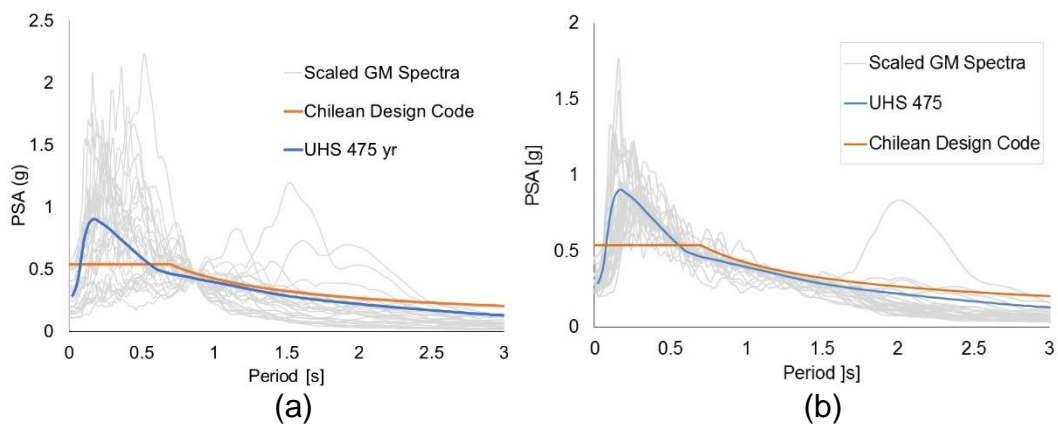 2.5
2
1.5
1
0.5
0
PSA (g)
Scaled GM Spectra
Chilean Design Code
UHS 475 yr
0 0.5 1 1.5 2 2.5 3
Period [s]
(a)
2
1.5
1
0.5
0
PSA [g]
Scaled GM Spectra
UHS 475
Chilean Design Code
0 0.5 1 1.5 2 2.5 3
Period ]s]
(b)